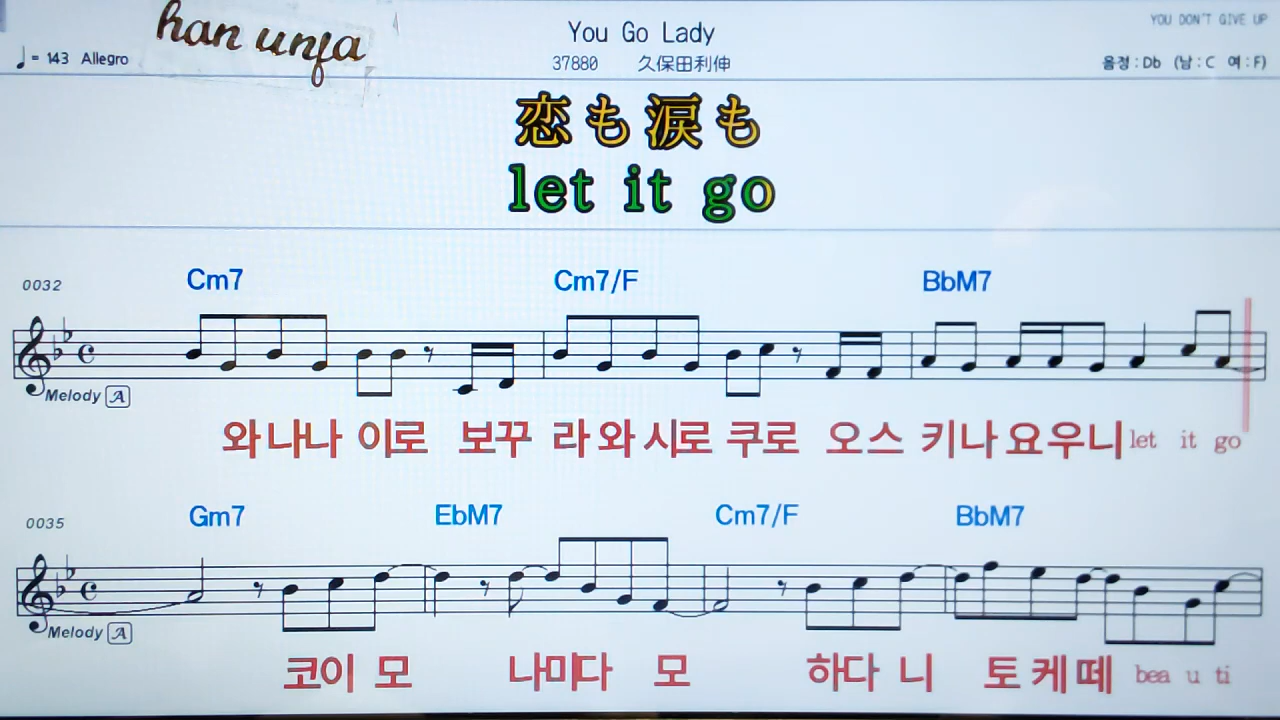 han unfa
You Go Lady
YOU DON'T GIVE UP
♩= 143 Allegro
37880 久保田利伸
음정:Db (남:C 여:F)
恋も涙も
let it go
0032 Cm7 Cm7/F BbM7
Melody A
와나나 이로 보꾸 라와시로 쿠로 오스 키나요우니 let it go
0035 Gm7 EbM7 Cm7/F BbM7
Melody A
코이 모 나미다 모 하다 니 토케떼 bea u ti